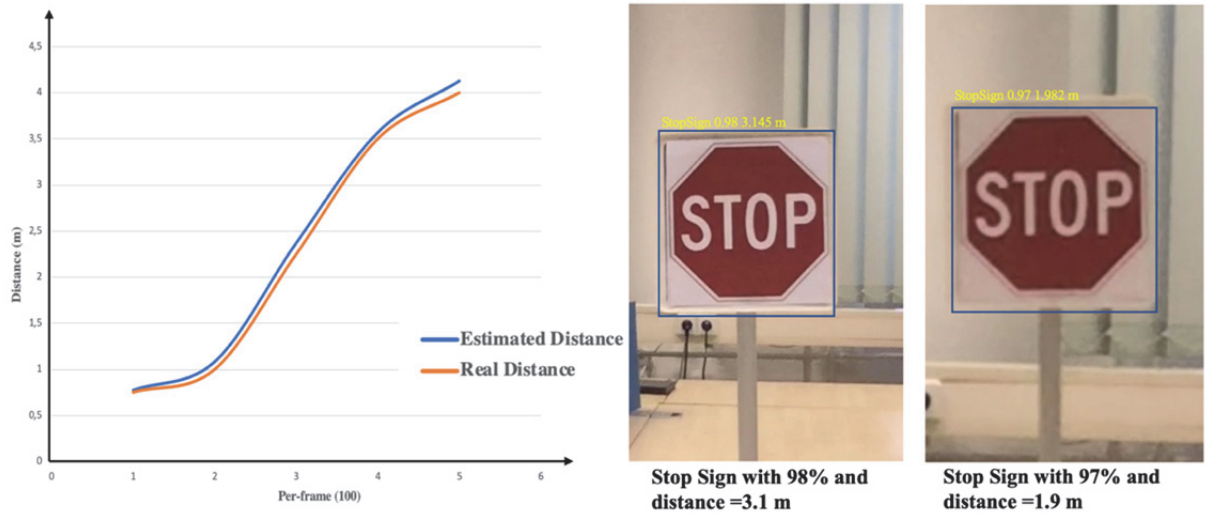 4,5
4
3,5
3
2,5
2
1,5
1
0,5
0
0 1 2 3 4 5 6
Distance (m)
Per-frame (100)
Estimated Distance
Real Distance
StopSign 0.98 3.145 m
STOP
Stop Sign with 98% and
distance =3.1 m
StopSign 0.97 1.982 m
STOP
Stop Sign with 97% and
distance =1.9 m